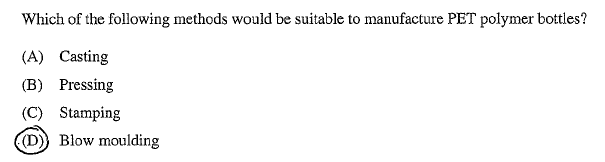 Which of the following methods would be suitable to manufacture PET polymer bottles?
(A) Casting
(B) Pressing
(C) Stamping
(D) Blow moulding